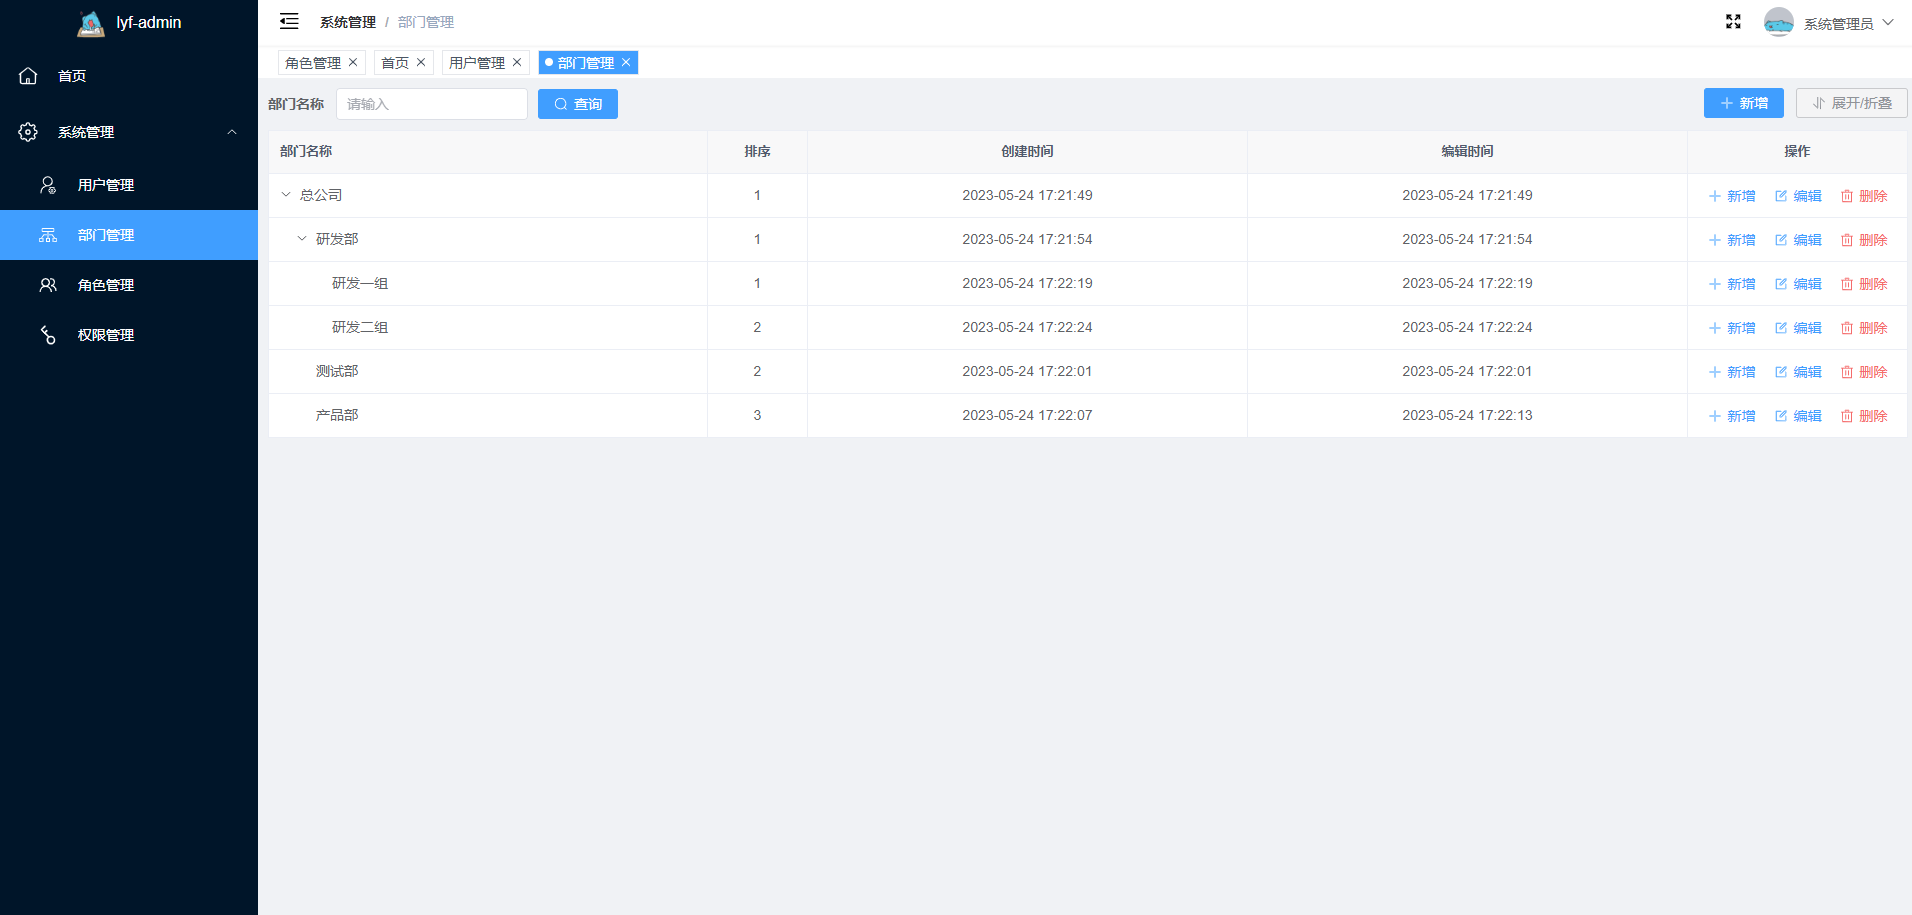 lyf-admin
首页
系统管理
用户管理
部门管理
角色管理
权限管理
系统管理 / 部门管理
系统管理员
角色管理 首页 用户管理 部门管理
部门名称 请输入 查询 新增 展开/折叠
部门名称 排序 创建时间 编辑时间 操作
总公司 1 2023-05-24 17:21:49 2023-05-24 17:21:49 新增 编辑 删除
研发部 1 2023-05-24 17:21:54 2023-05-24 17:21:54 新增 编辑 删除
研发一组 1 2023-05-24 17:22:19 2023-05-24 17:22:19 新增 编辑 删除
研发二组 2 2023-05-24 17:22:24 2023-05-24 17:22:24 新增 编辑 删除
测试部 2 2023-05-24 17:22:01 2023-05-24 17:22:01 新增 编辑 删除
产品部 3 2023-05-24 17:22:07 2023-05-24 17:22:13 新增 编辑 删除